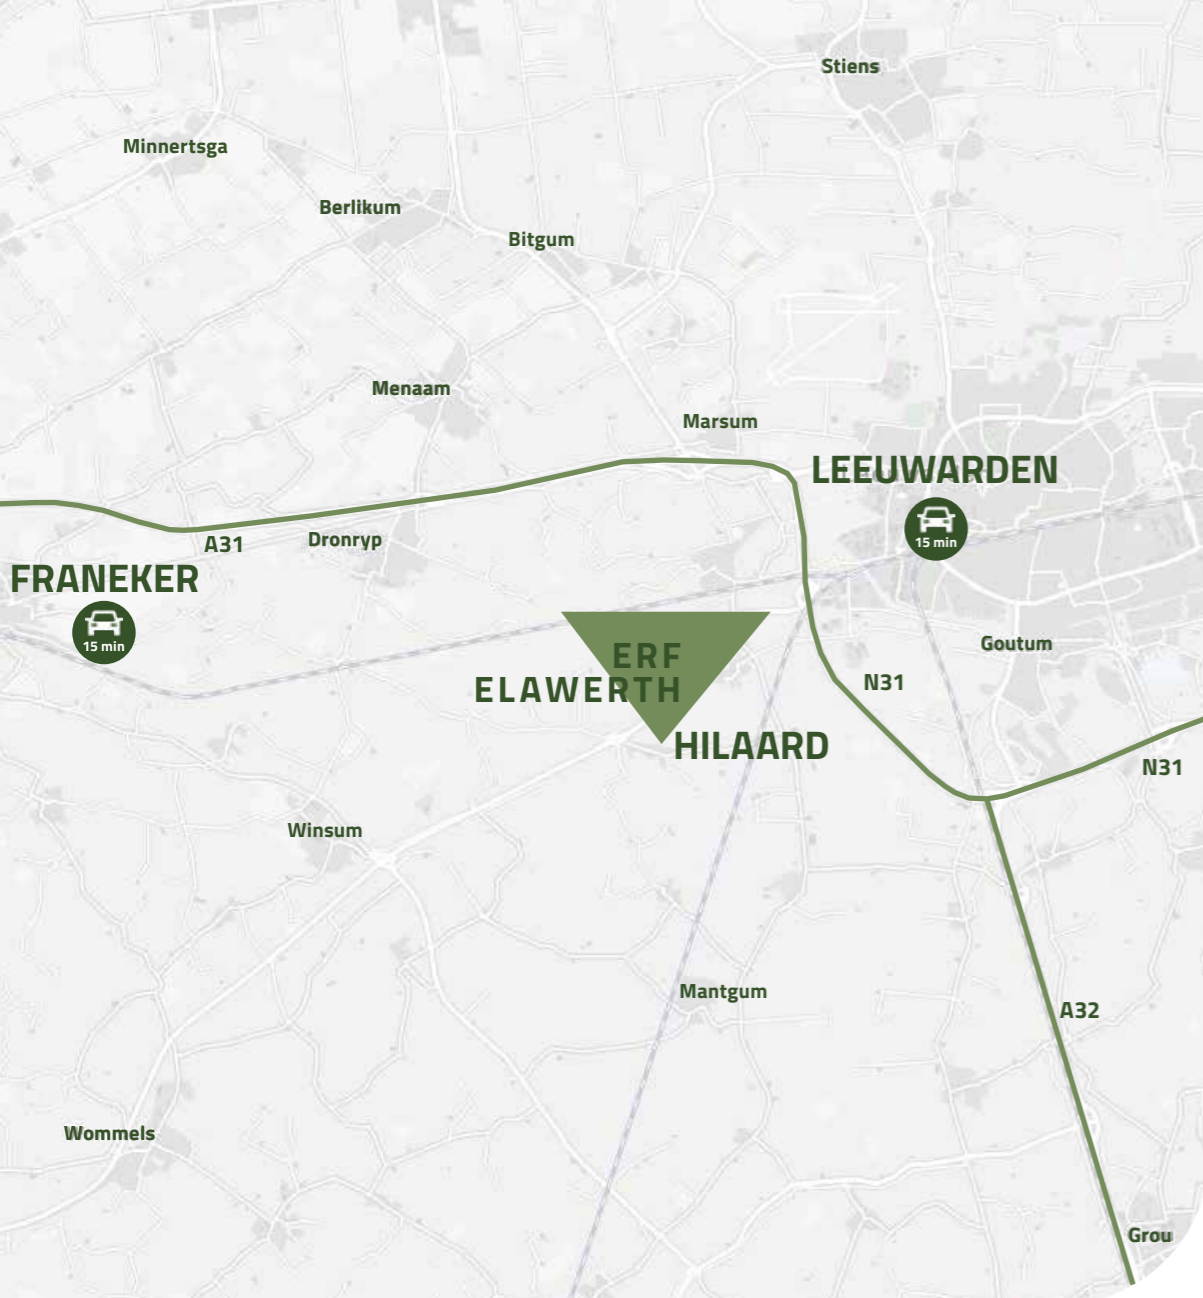 Stiens
Minnertsga
Berlikum
Bitgum
Menaam
Marsum
LEEUWARDEN
15 min
A31
Dronryp
FRANEKER
15 min
ERF
ELAWERTH
HILAARD
Goutum
N31
N31
Winsum
Mantgum
A32
Wommels
Grou